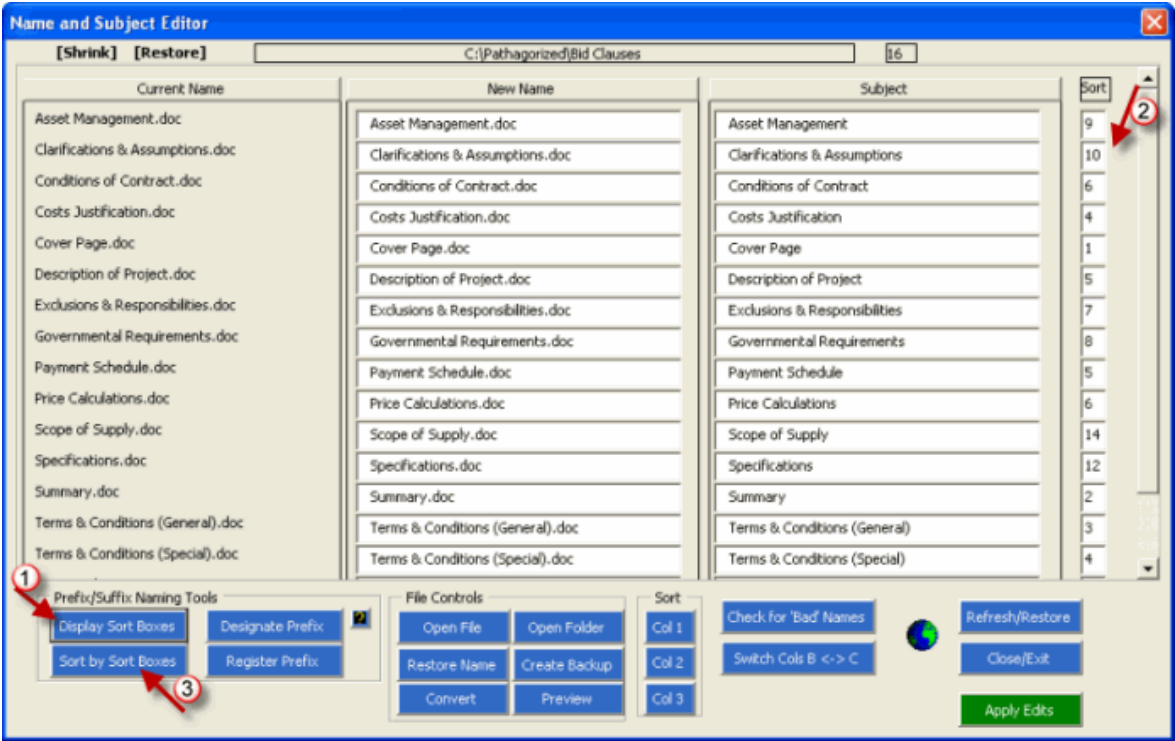 Name and Subject Editor
[Shrink] [Restore] C:\Pathagorized\Bid Clauses 16
Current Name New Name Subject Sort
2
Asset Management.doc Asset Management.doc Asset Management 9
Clarifications & Assumptions.doc Clarifications & Assumptions.doc Clarifications & Assumptions 10
Conditions of Contract.doc Conditions of Contract.doc Conditions of Contract 6
Costs Justification.doc Costs Justification.doc Costs Justification 4
Cover Page.doc Cover Page.doc Cover Page 1
Description of Project.doc Description of Project.doc Description of Project 5
Exclusions & Responsibilities.doc Exclusions & Responsibilities.doc Exclusions & Responsibilities 7
Governmental Requirements.doc Governmental Requirements.doc Governmental Requirements 8
Payment Schedule.doc Payment Schedule.doc Payment Schedule 5
Price Calculations.doc Price Calculations.doc Price Calculations 6
Scope of Supply.doc Scope of Supply.doc Scope of Supply 14
Specifications.doc Specifications.doc Specifications 12
Summary.doc Summary.doc Summary 2
Terms & Conditions (General).doc Terms & Conditions (General).doc Terms & Conditions (General) 3
Terms & Conditions (Special).doc Terms & Conditions (Special).doc Terms & Conditions (Special) 4
1
Prefix/Suffix Naming Tools File Controls Sort
Display Sort Boxes Designate Prefix ? Open File Open Folder Col 1 Check for 'Bad' Names Refresh/Restore
Sort by Sort Boxes Register Prefix Restore Name Create Backup Col 2 Switch Cols B <-> C Close/Exit
3
Convert Preview Col 3 Apply Edits